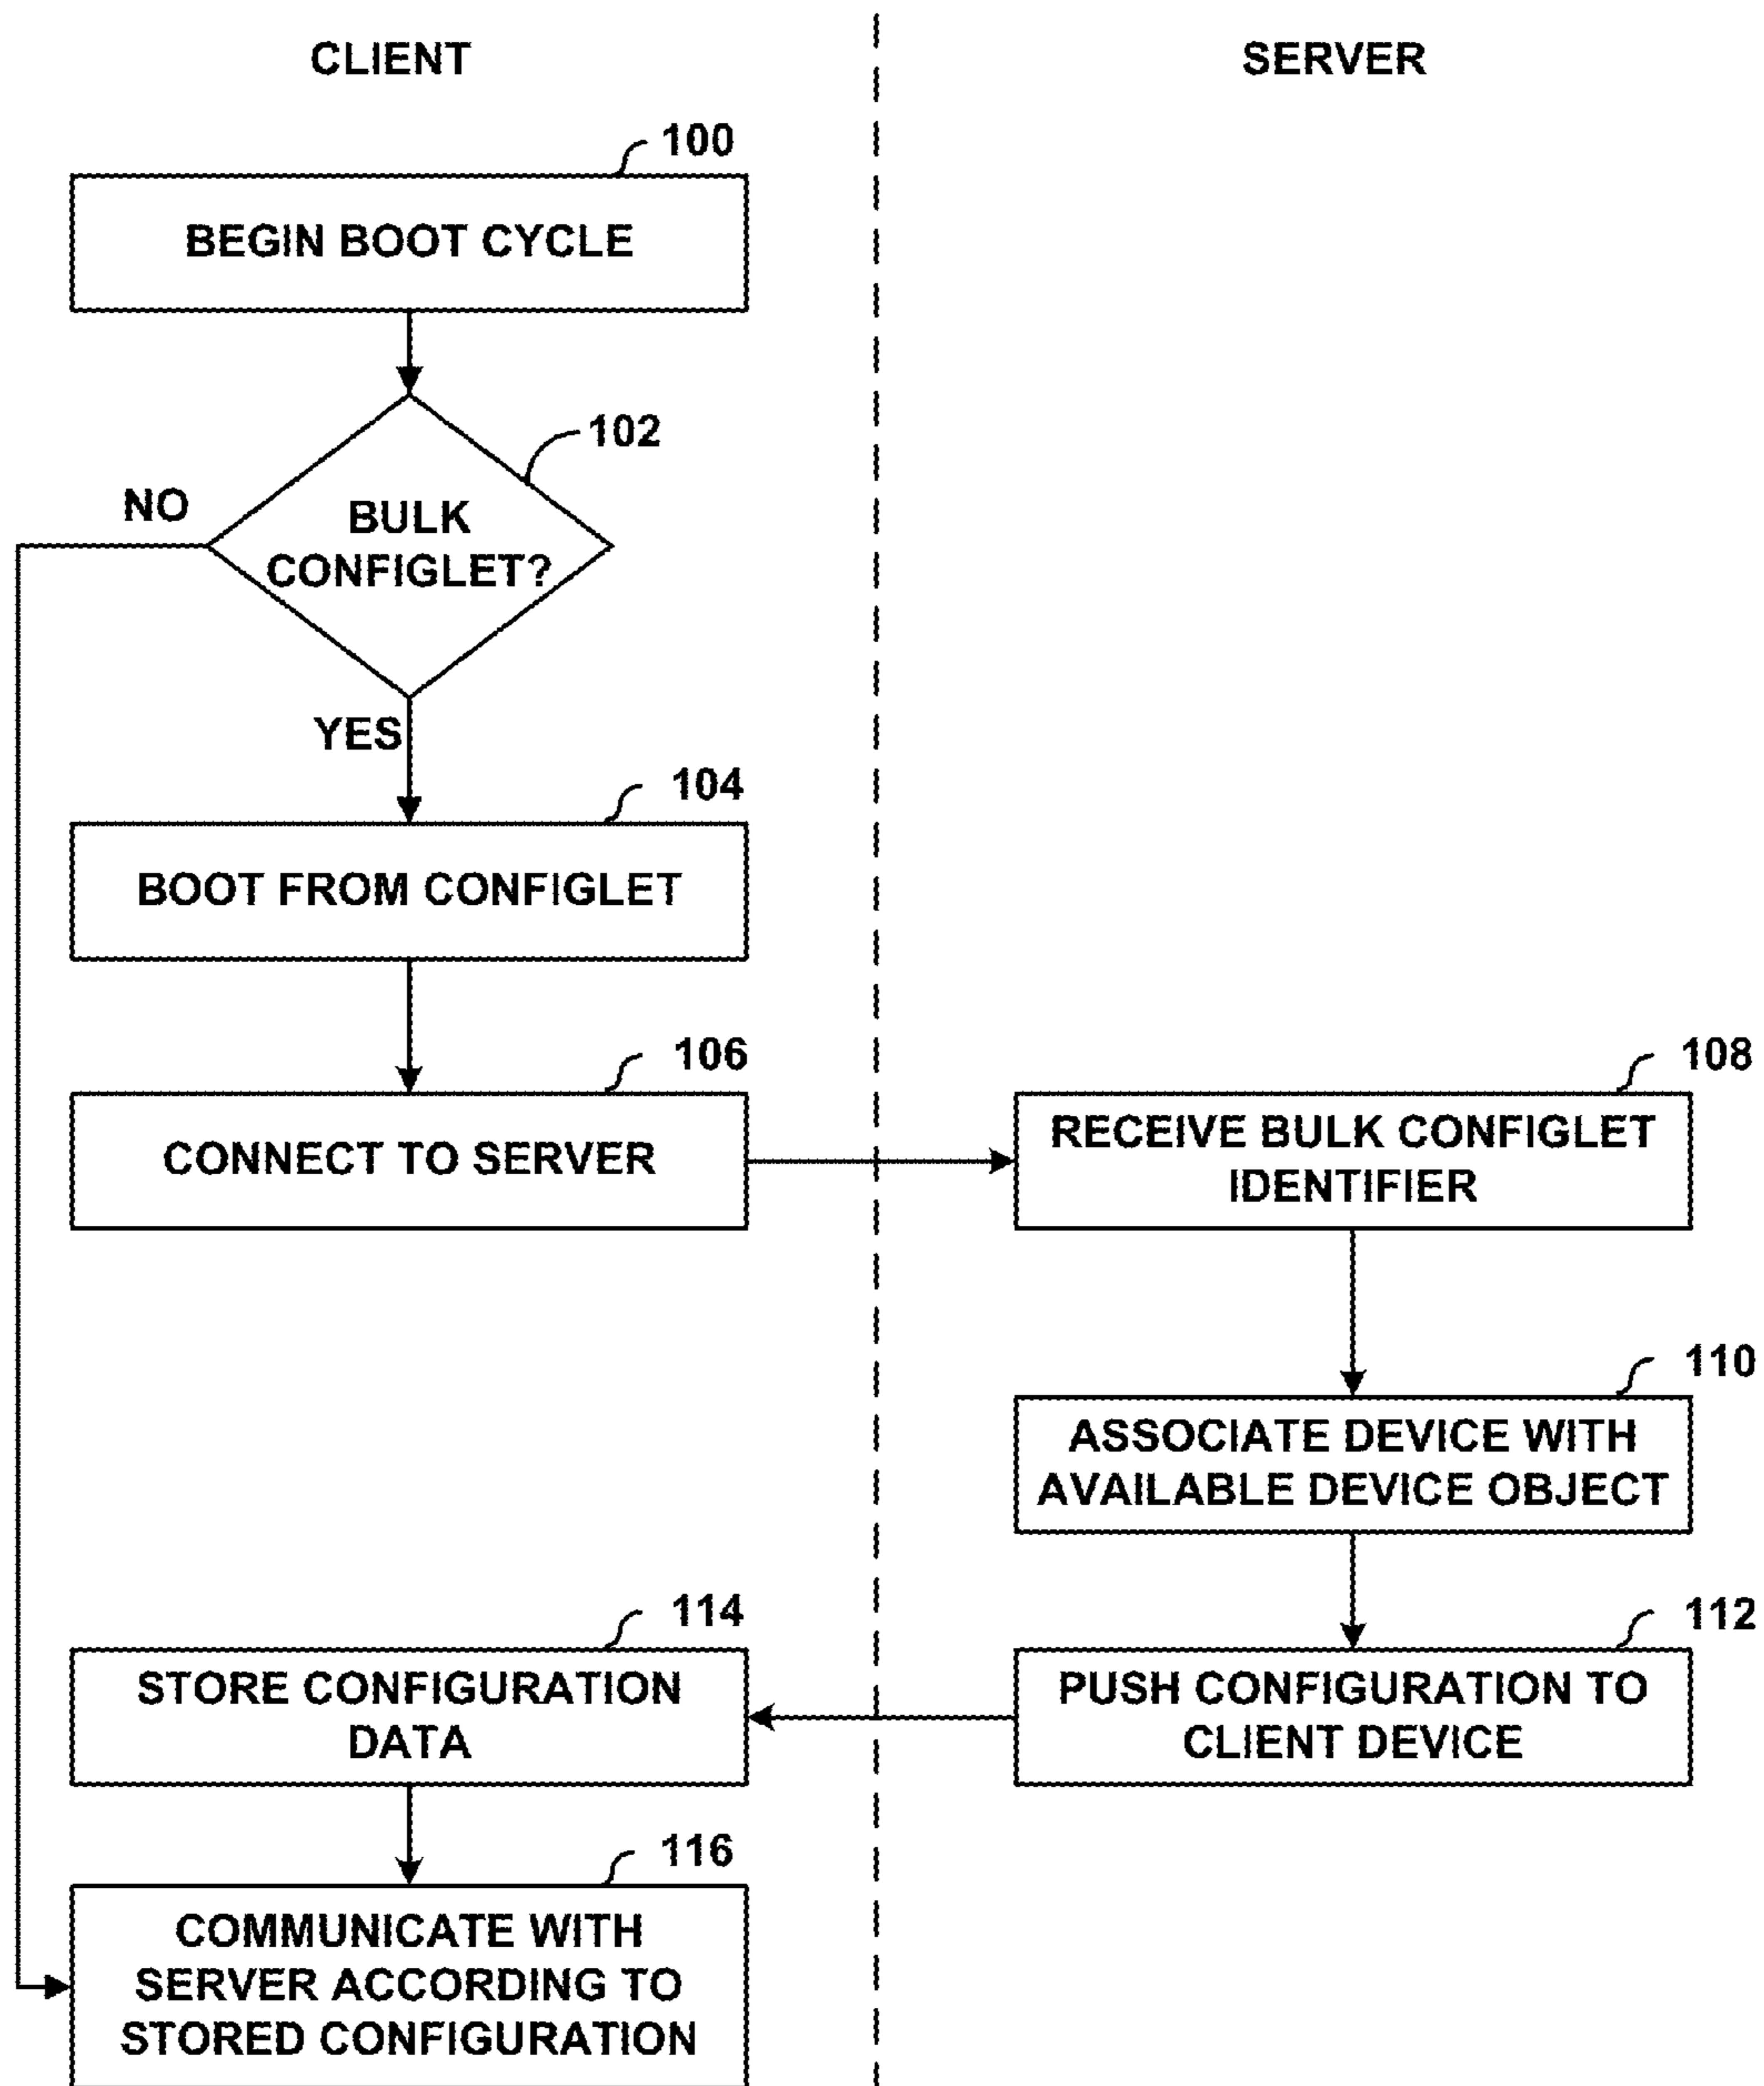 CLIENT
SERVER
100
BEGIN BOOT CYCLE
102
NO
BULK
CONFIGLET?
YES
104
BOOT FROM CONFIGLET
106
CONNECT TO SERVER
108
RECEIVE BULK CONFIGLET
IDENTIFIER
110
ASSOCIATE DEVICE WITH
AVAILABLE DEVICE OBJECT
112
PUSH CONFIGURATION TO
CLIENT DEVICE
114
STORE CONFIGURATION
DATA
116
COMMUNICATE WITH
SERVER ACCORDING TO
STORED CONFIGURATION